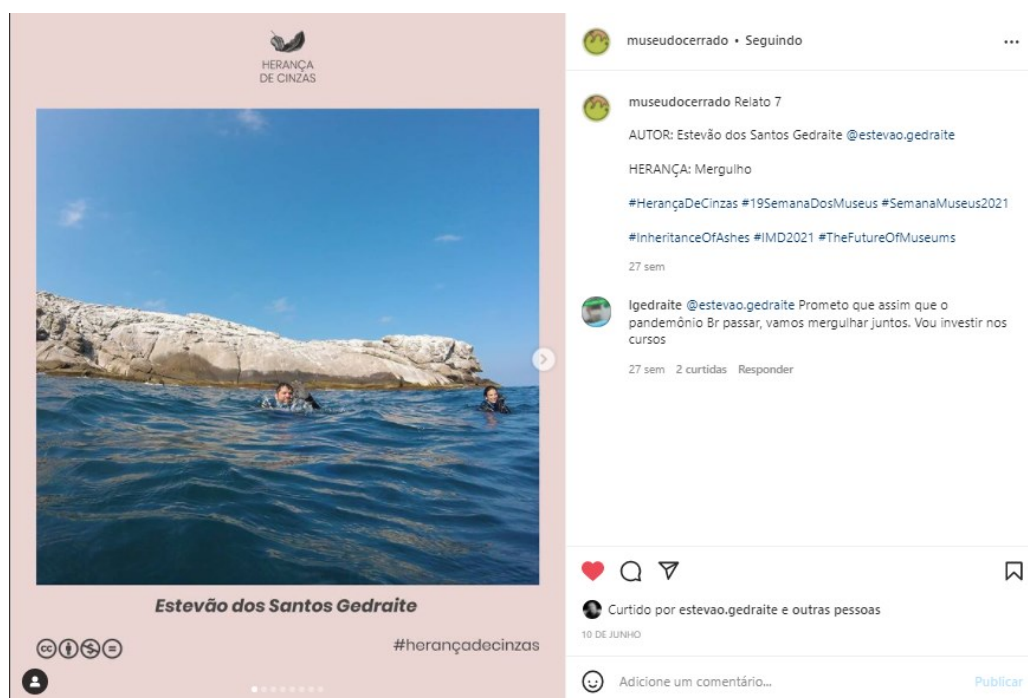 HERANÇA
DE CINZAS
Estevão dos Santos Gedraite
#herançadecinzas
museudocerrado • Seguindo
museudocerrado Relato 7
AUTOR: Estevão dos Santos Gedraite @estevao.gedraite
HERANÇA: Mergulho
#HerançaDeCinzas #19SemanaDosMuseus #SemanaMuseus2021
#InheritanceOfAshes #IMD2021 #TheFutureOfMuseums
27 sem
lgedraite @estevao.gedraite Prometo que assim que o
pandemônio Br passar, vamos mergulhar juntos. Vou investir nos
cursos
27 sem 2 curtidas Responder
Curtido por estevao.gedraite e outras pessoas
10 DE JUNHO
Adicione um comentário... Publicar